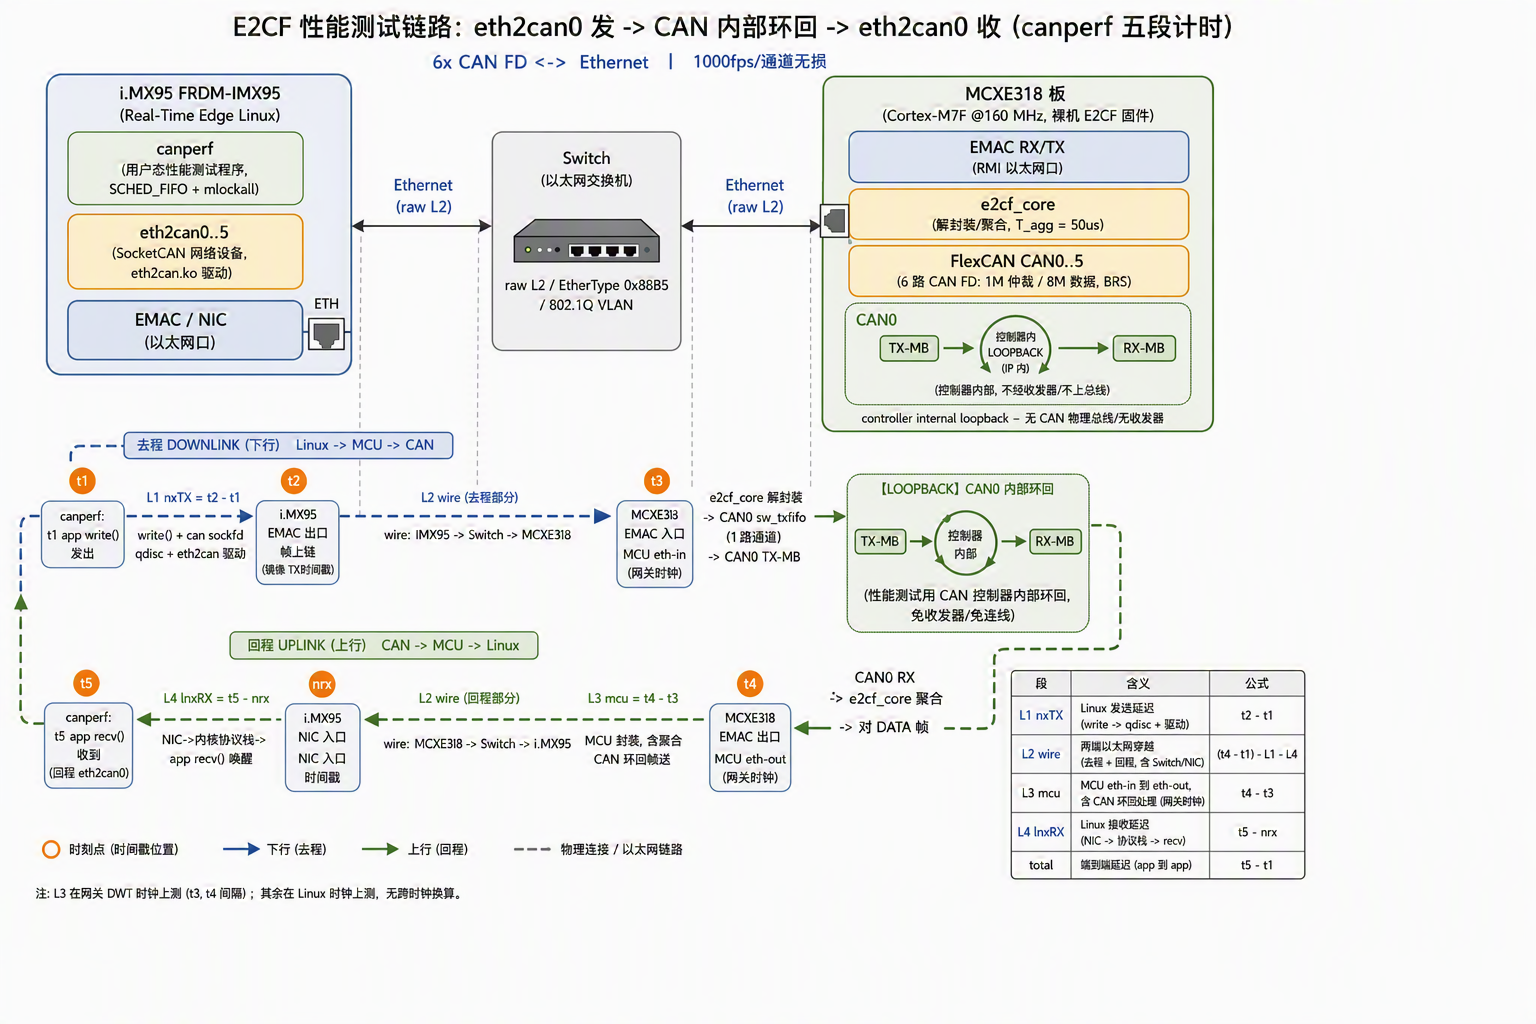 E2CF 性能测试链路: eth2can0 发 -> CAN 内部环回 -> eth2can0 收 (canperf 五段计时)
6x CAN FD <-> Ethernet | 1000fps/通道无损
i.MX95 FRDM-IMX95
(Real-Time Edge Linux)
canperf
(用户态性能测试程序,
SCHED_FIFO + mlockall)
eth2can0..5
(SocketCAN 网络设备,
eth2can.ko 驱动)
EMAC / NIC
(以太网口)
ETH
Ethernet
(raw L2)
Switch
(以太网交换机)
raw L2 / EtherType 0x88B5
/ 802.1Q VLAN
Ethernet
(raw L2)
MCXE318 板
(Cortex-M7F @160 MHz, 裸机 E2CF 固件)
EMAC RX/TX
(RMI 以太网口)
e2cf_core
(解封装/聚合, T_agg = 50us)
FlexCAN CAN0..5
(6 路 CAN FD: 1M 仲裁 / 8M 数据, BRS)
CAN0
TX-MB
控制器内
LOOPBACK
(IP 内)
RX-MB
(控制器内部, 不经收发器/不上总线)
controller internal loopback – 无 CAN 物理总线/无收发器
去程 DOWNLINK (下行) Linux -> MCU -> CAN
t1
canperf:
t1 app write()
发出
L1 nxTX = t2 - t1
write() + can sockfd
qdisc + eth2can 驱动
t2
i.MX95
EMAC 出口
帧上链
(镜像 TX时间戳)
L2 wire (去程部分)
wire: IMX95 -> Switch -> MCXE318
t3
MCXE318
EMAC 入口
MCU eth-in
(网关时钟)
e2cf_core 解封装
-> CAN0 sw_txfifo
(1 路通道)
-> CAN0 TX-MB
【LOOPBACK】CAN0 内部环回
TX-MB
控制器
内部
RX-MB
(性能测试用 CAN 控制器内部环回,
免收发器/免连线)
回程 UPLINK (上行) CAN -> MCU -> Linux
t5
canperf:
t5 app recv()
收到
(回程 eth2can0)
L4 lnxRX = t5 - nrx
NIC->内核协议栈->
app recv() 唤醒
nrx
i.MX95
NIC 入口
NIC 入口
时间戳
L2 wire (回程部分)
wire: MCXE318 -> Switch -> i.MX95
L3 mcu = t4 - t3
MCU 封装, 含聚合
CAN 环回帧送
t4
MCXE318
EMAC 出口
MCU eth-out
(网关时钟)
CAN0 RX
-> e2cf_core 聚合
-> 对 DATA 帧
段 含义 公式
L1 nxTX Linux 发送延迟
(write -> qdisc + 驱动) t2 - t1
L2 wire 两端以太网穿越
(去程 + 回程, 含 Switch/NIC) (t4 - t1) - L1 - L4
L3 mcu MCU eth-in 到 eth-out,
含 CAN 环回处理 (网关时钟) t4 - t3
L4 lnxRX Linux 接收延迟
(NIC -> 协议栈 -> recv) t5 - nrx
total 端到端延迟 (app 到 app) t5 - t1
时刻点 (时间戳位置) 下行 (去程) 上行 (回程) 物理连接 / 以太网链路
注: L3 在网关 DWT 时钟上测 (t3, t4 间隔) ; 其余在 Linux 时钟上测, 无跨时钟换算。